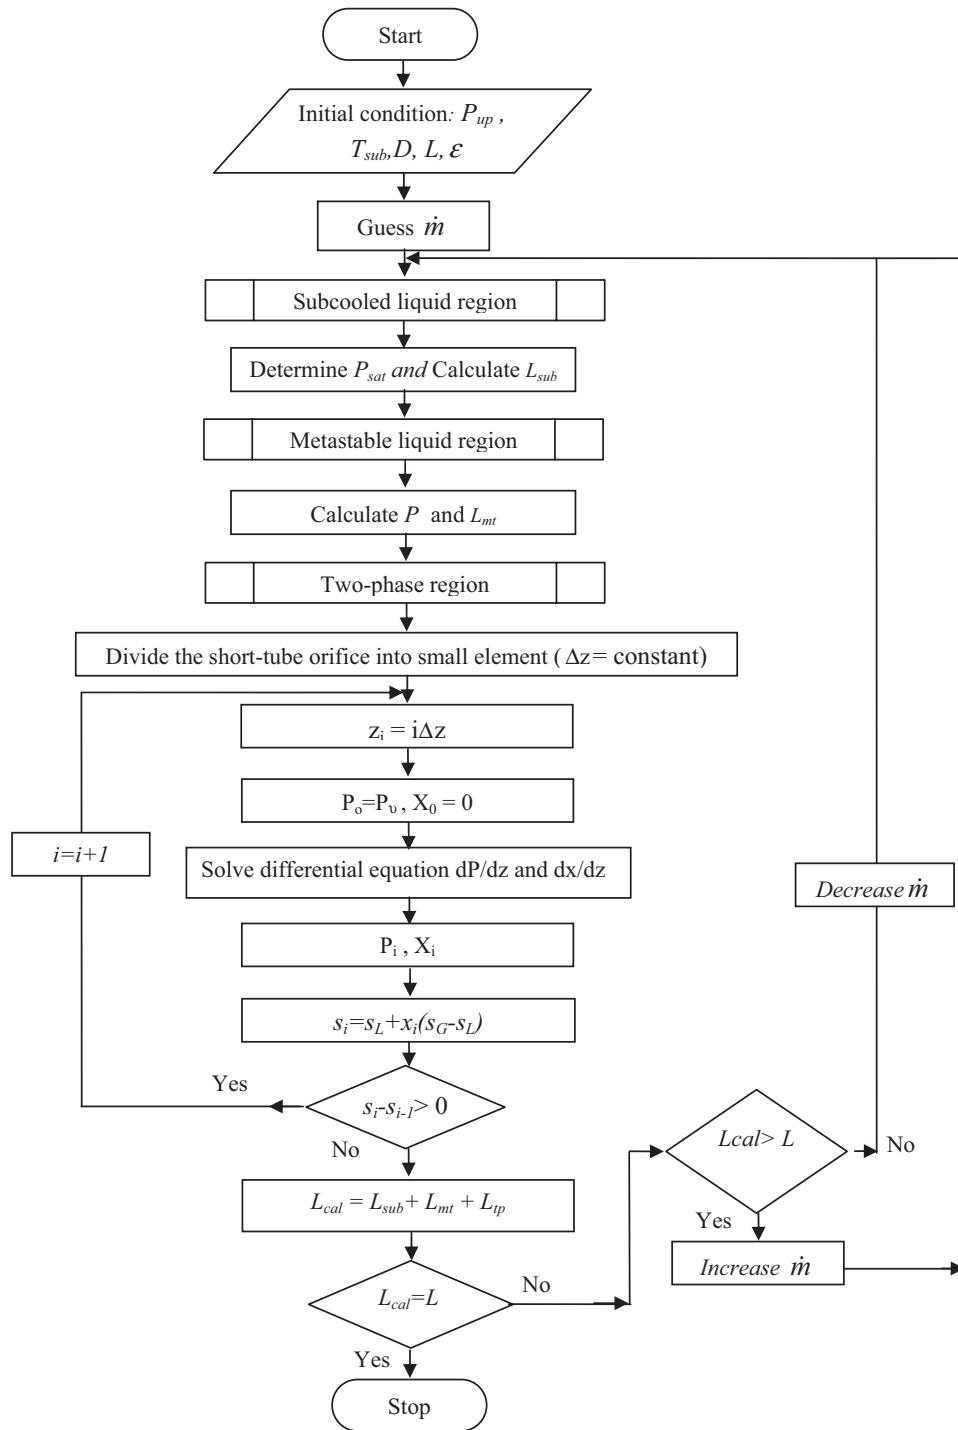 Start
Initial condition: P_up ,
T_sub,D, L, ε
Guess ṁ
Subcooled liquid region
Determine P_sat and Calculate L_sub
Metastable liquid region
Calculate P and L_mt
Two-phase region
Divide the short-tube orifice into small element ( Δz= constant)
z_i = iΔz
P_o=P_υ , X_0 = 0
i=i+1
Solve differential equation dP/dz and dx/dz
Decrease ṁ
P_i , X_i
s_i=s_L+x_i(s_G-s_L)
Yes
s_i-s_i-1> 0
No
Lcal> L
No
L_cal = L_sub+ L_mt + L_tp
Yes
Increase ṁ
L_cal=L
No
Yes
Stop